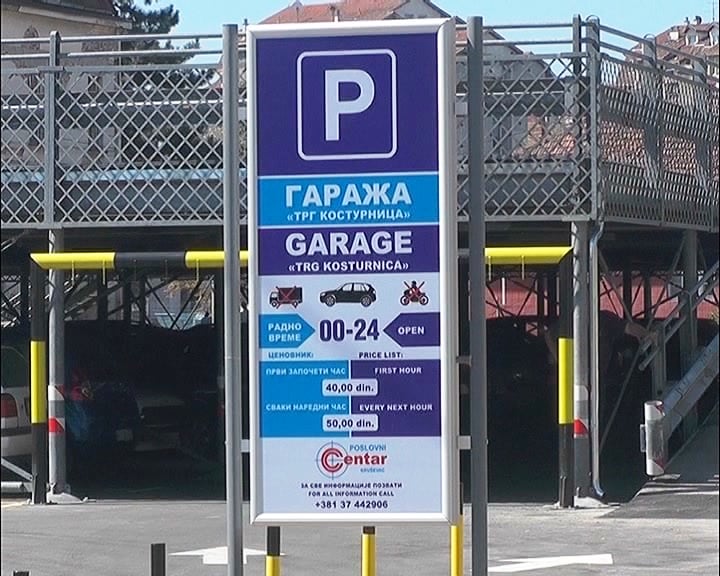 P
ГАРАЖА
«ТРГ КОСТУРНИЦА»
GARAGE
«TRG KOSTURNICA»
РАДНО ВРЕМЕ 00-24 OPEN
ЦЕНОВНИК: PRICE LIST:
ПРВИ ЗАПОЧЕТИ ЧАС FIRST HOUR
40,00 din.
СВАКИ НАРЕДНИ ЧАС EVERY NEXT HOUR
50,00 din.
POSLOVNI
Centar
KRUŠEVAC
ЗА СВЕ ИНФОРМАЦИЈЕ ПОЗВАТИ
FOR ALL INFORMATION CALL
+381 37 442906